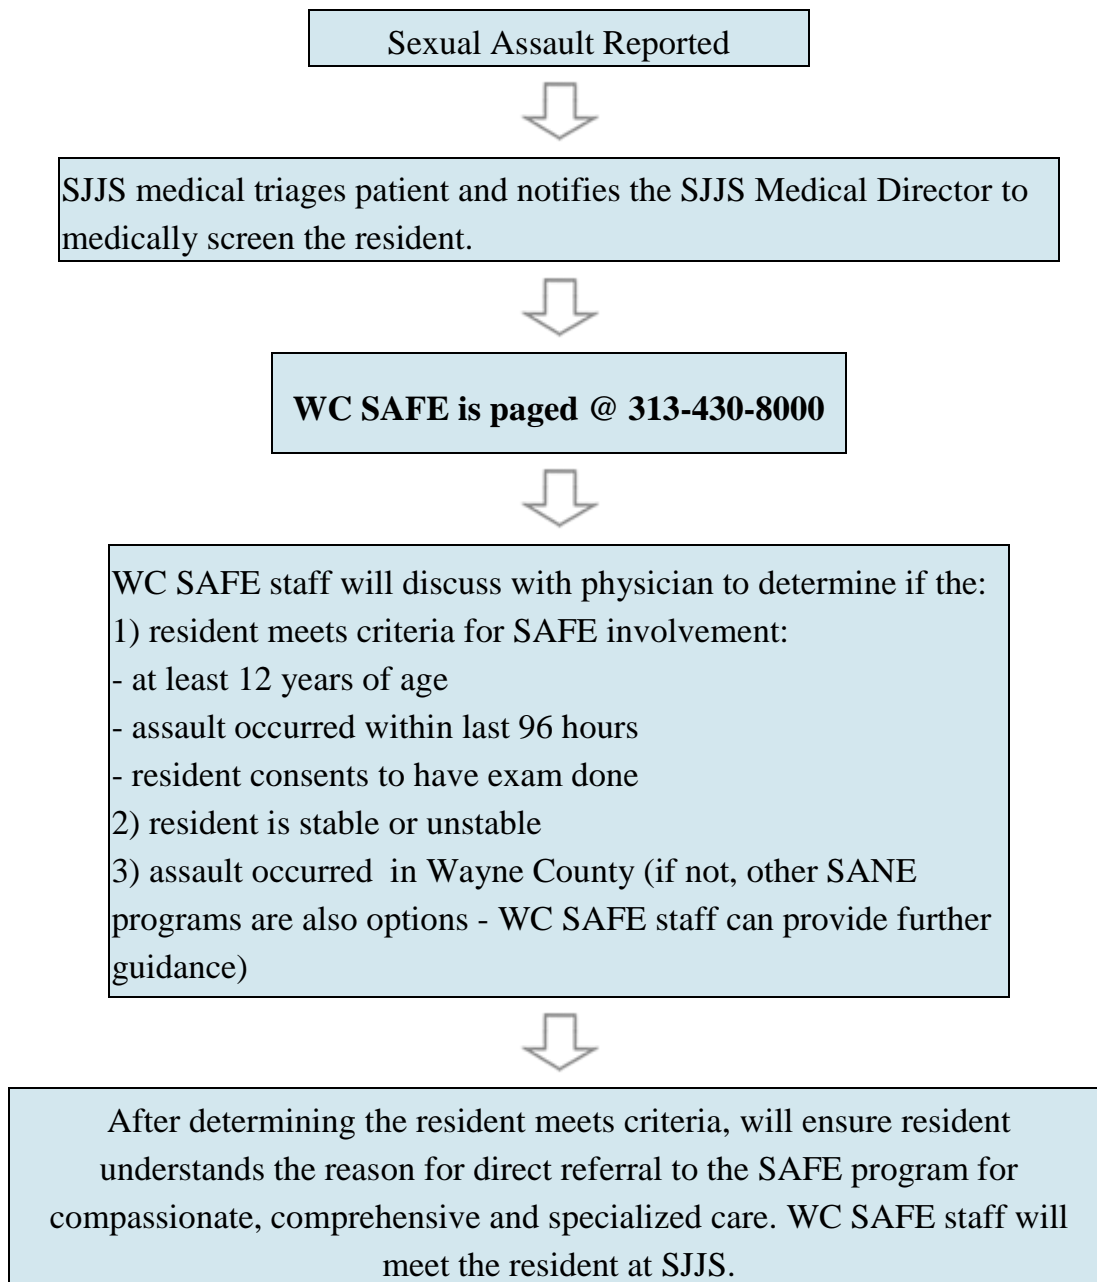 Sexual Assault Reported
SJJS medical triages patient and notifies the SJJS Medical Director to
medically screen the resident.
WC SAFE is paged @ 313-430-8000
WC SAFE staff will discuss with physician to determine if the:
1) resident meets criteria for SAFE involvement:
- at least 12 years of age
- assault occurred within last 96 hours
- resident consents to have exam done
2) resident is stable or unstable
3) assault occurred  in Wayne County (if not, other SANE
programs are also options - WC SAFE staff can provide further
guidance)
After determining the resident meets criteria, will ensure resident
understands the reason for direct referral to the SAFE program for
compassionate, comprehensive and specialized care. WC SAFE staff will
meet the resident at SJJS.